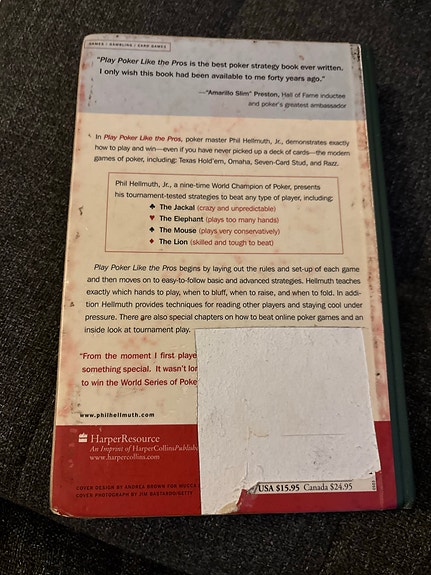 GAMES / GAMBLING / CARD GAMES
"Play Poker Like the Pros is the best poker strategy book ever written.
I only wish this book had been available to me forty years ago."
—"Amarillo Slim" Preston, Hall of Fame inductee
and poker's greatest ambassador
In Play Poker Like the Pros, poker master Phil Hellmuth, Jr., demonstrates exactly
how to play and win—even if you have never picked up a deck of cards—the modern
games of poker, including: Texas Hold'em, Omaha, Seven-Card Stud, and Razz.
Phil Hellmuth, Jr., a nine-time World Champion of Poker, presents
his tournament-tested strategies to beat any type of player, including:
♣ The Jackal (crazy and unpredictable)
♥ The Elephant (plays too many hands)
♠ The Mouse (plays very conservatively)
♦ The Lion (skilled and tough to beat)
Play Poker Like the Pros begins by laying out the rules and set-up of each game
and then moves on to easy-to-follow basic and advanced strategies. Hellmuth teaches
exactly which hands to play, when to bluff, when to raise, and when to fold. In addi-
tion Hellmuth provides techniques for reading other players and staying cool under
pressure. There are also special chapters on how to beat online poker games and an
inside look at tournament play.
"From the moment I first playe
something special. It wasn't lo
to win the World Series of Poke
www.philhellmuth.com
HarperResource
An Imprint of HarperCollinsPublis
www.harpercollins.com
COVER DESIGN BY ANDREA BROWN FOR
COVER PHOTOGRAPH BY JIM
USA $15.95 Canada $24.95